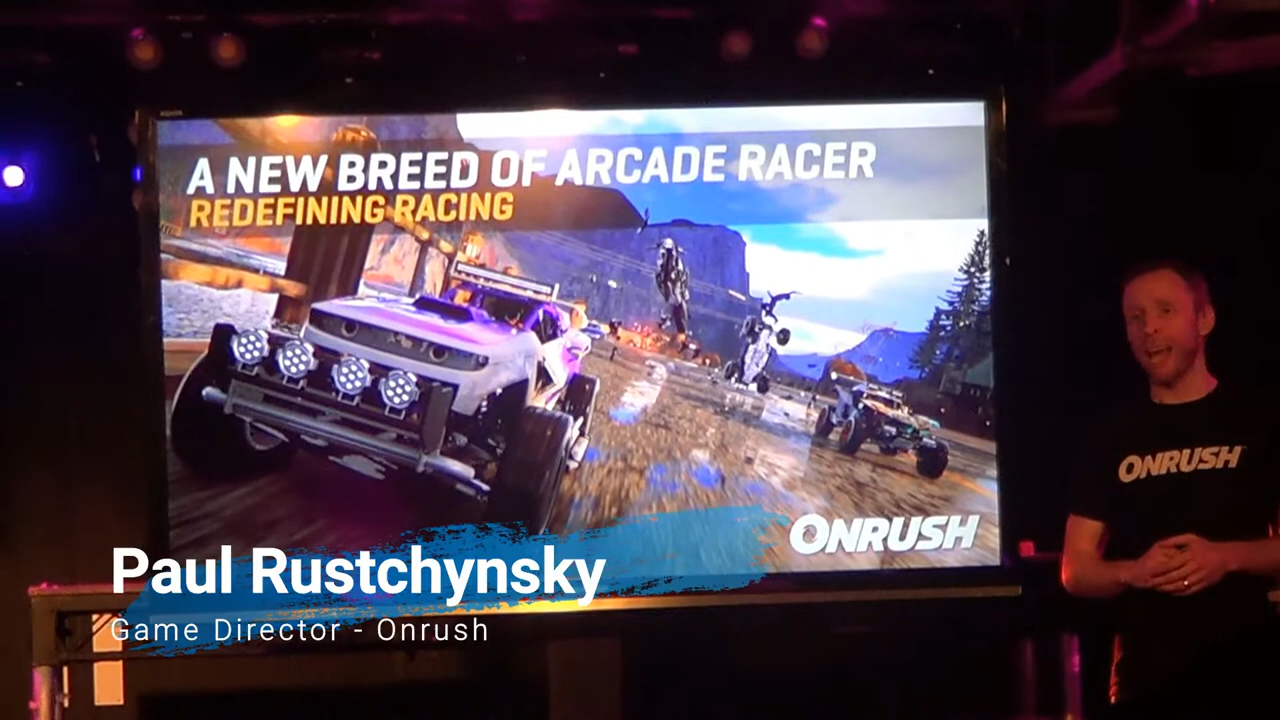 A NEW BREED OF ARCADE RACER
REDEFINING RACING
ONRUSH
ONRUSH
Paul Rustchynsky
Game Director - Onrush